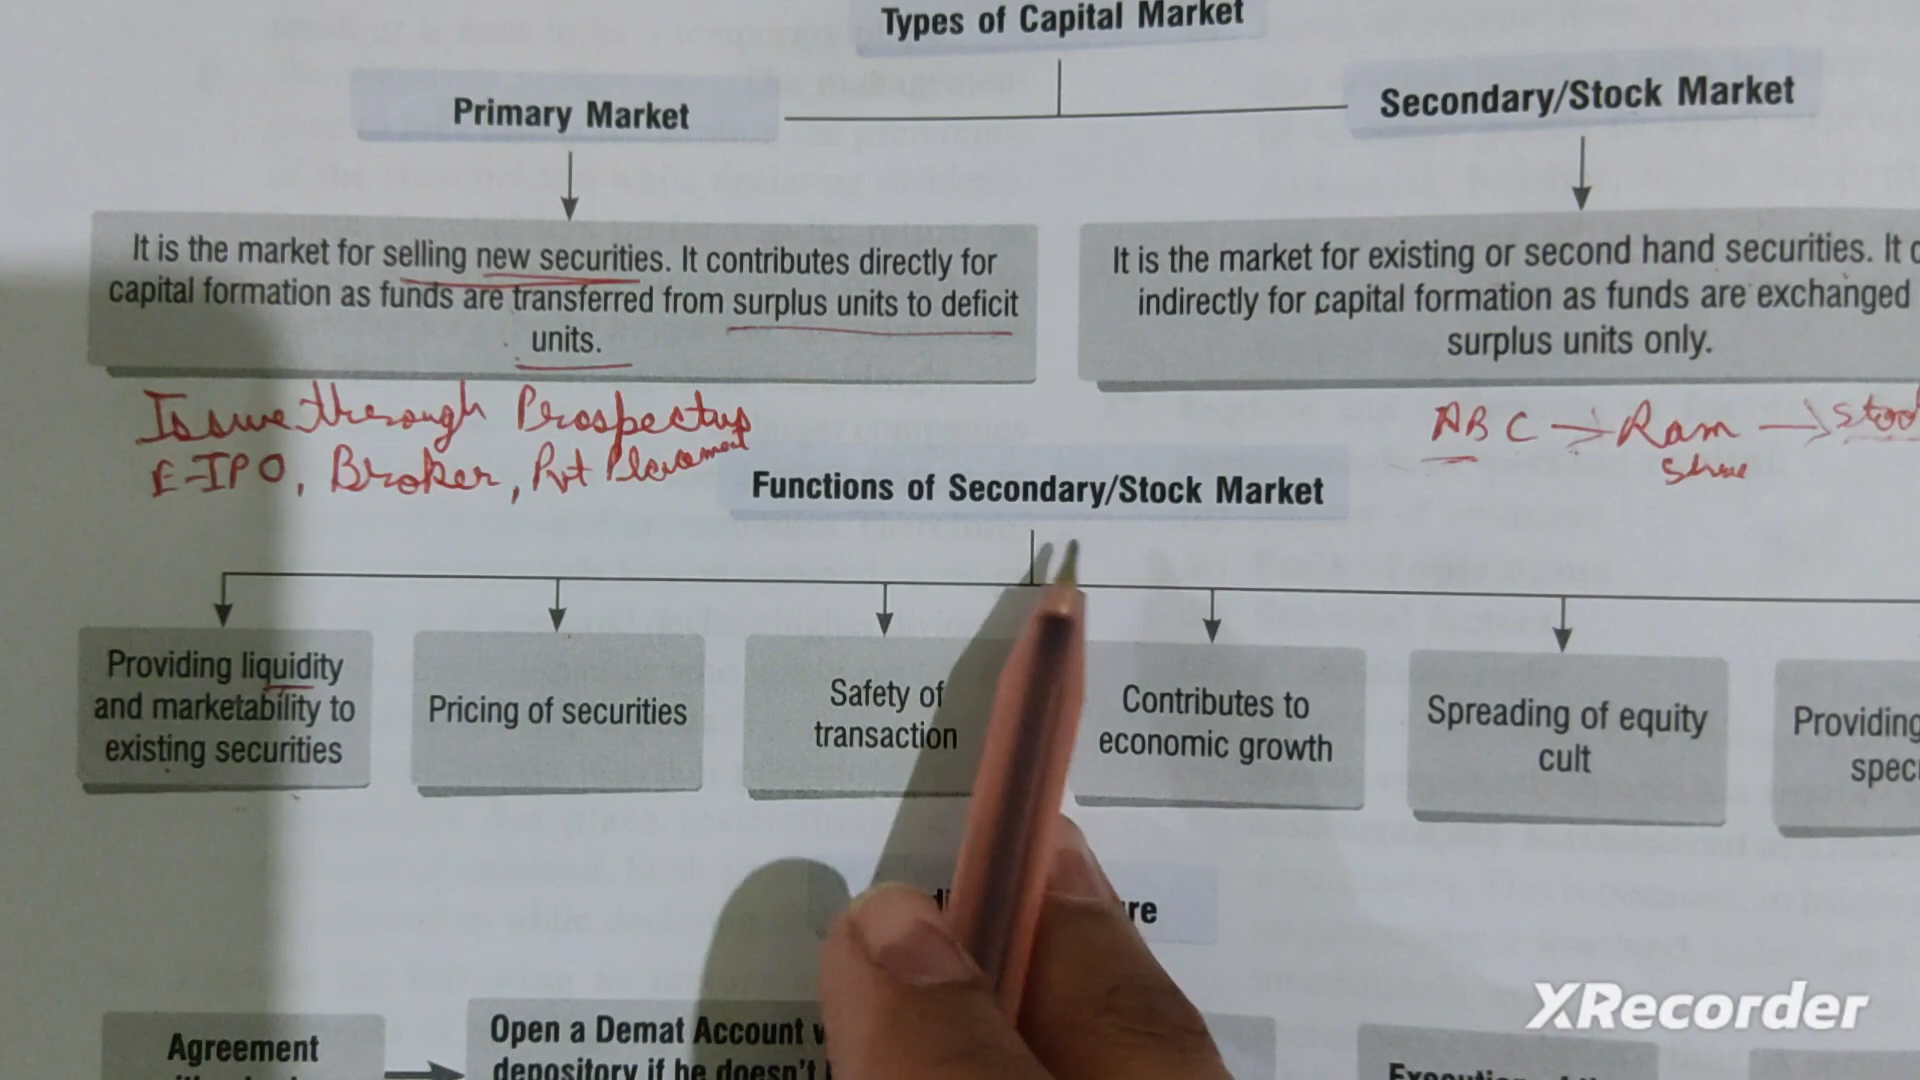 Types of Capital Market
Primary Market
Secondary/Stock Market
It is the market for selling new securities. It contributes directly for
capital formation as funds are transferred from surplus units to deficit
units.
It is the market for existing or second hand securities. It
indirectly for capital formation as funds are exchanged
surplus units only.
Issue through Prospectus
E-IPO, Broker, Pvt Placement
ABC → Ram →
Share
Functions of Secondary/Stock Market
Providing liquidity
and marketability to
existing securities
Pricing of securities
Safety of
transaction
Contributes to
economic growth
Spreading of equity
cult
Providing
Agreement
Open a Demat Account
depository if he doesn't
XRecorder